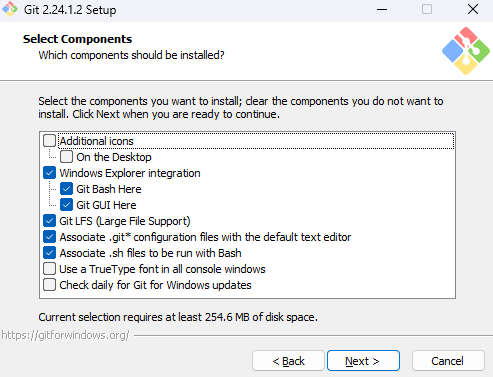 Git 2.24.1.2 Setup
Select Components
Which components should be installed?
Select the components you want to install; clear the components you do not want to
install. Click Next when you are ready to continue.
Additional icons
On the Desktop
Windows Explorer integration
Git Bash Here
Git GUI Here
Git LFS (Large File Support)
Associate .git* configuration files with the default text editor
Associate .sh files to be run with Bash
Use a TrueType font in all console windows
Check daily for Git for Windows updates
Current selection requires at least 254.6 MB of disk space.
https://gitforwindows.org/
< Back
Next >
Cancel